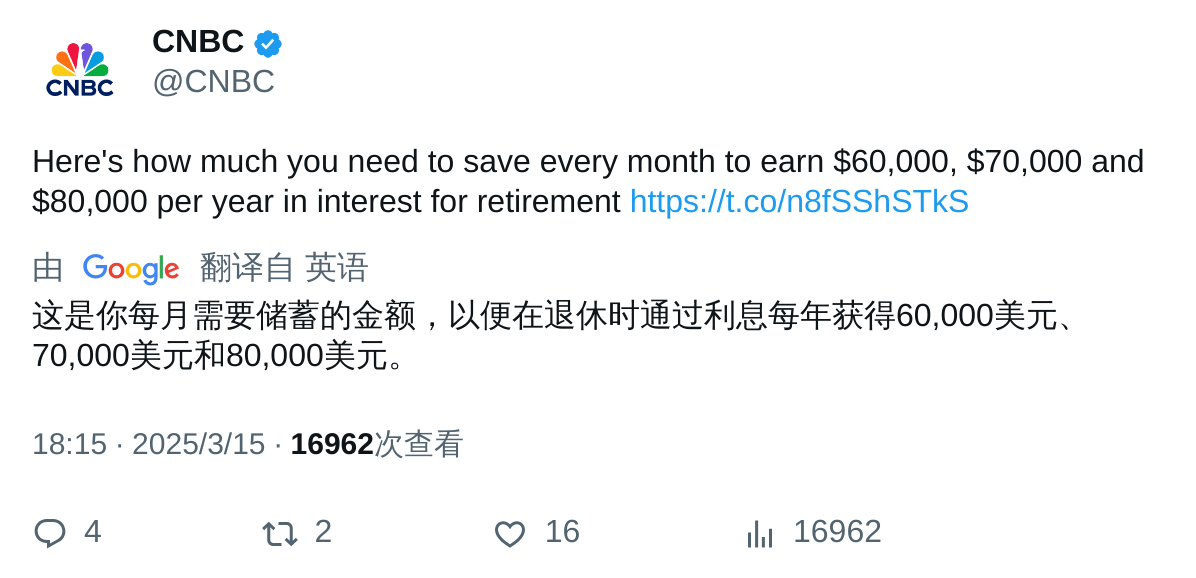 CNBC
CNBC
@CNBC
Here's how much you need to save every month to earn $60,000, $70,000 and
$80,000 per year in interest for retirement https://t.co/n8fSShSTkS
由 Google 翻译自 英语
这是你每月需要储蓄的金额，以便在退休时通过利息每年获得60,000美元、
70,000美元和80,000美元。
18:15 · 2025/3/15 · 16962次查看
4 2 16 16962